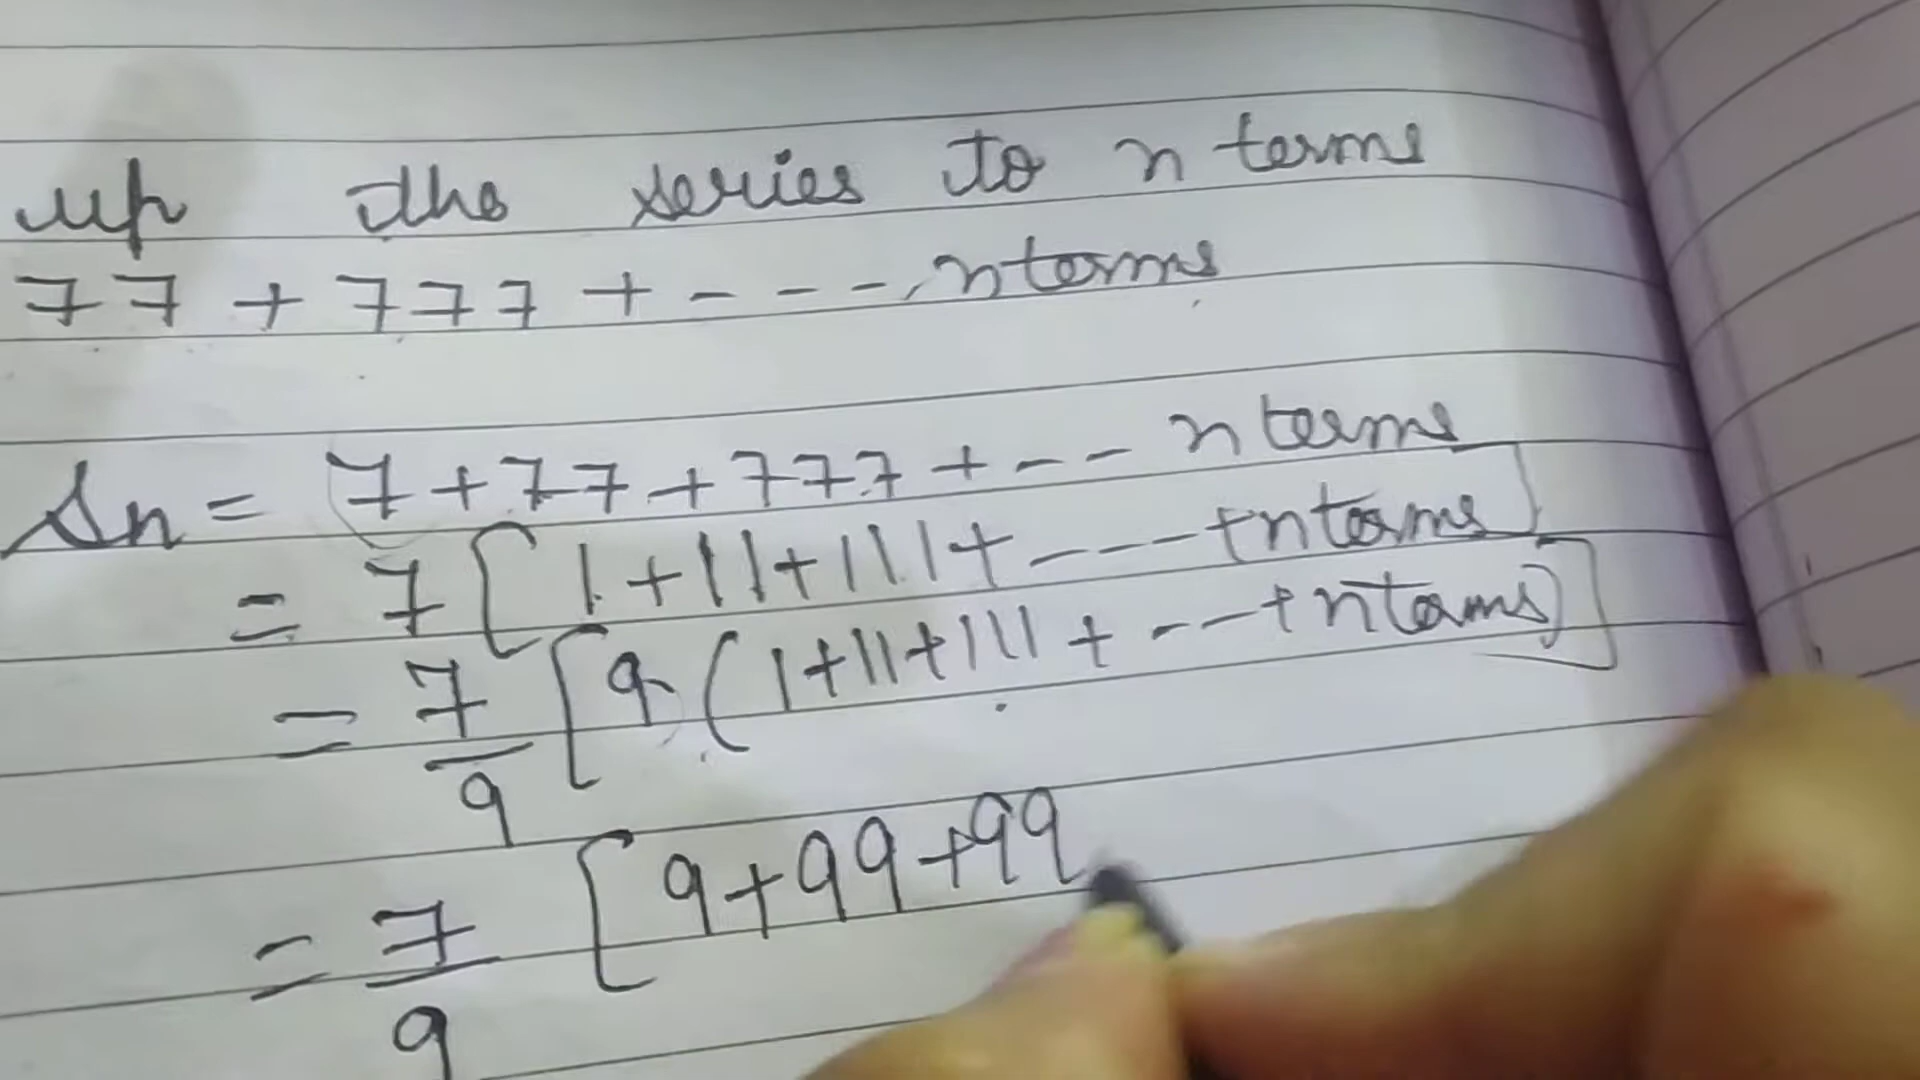 up the series to n terms
77 + 777 + - - - - n terms
Sn = 7 + 77 + 777 + - - n terms
= 7 [ 1 + 11 + 111 + - - - - + n terms ]
= 7/9 [ 9 ( 1 + 11 + 111 + - - - + n terms ) ]
= 7/9 [ 9 + 99 + 99